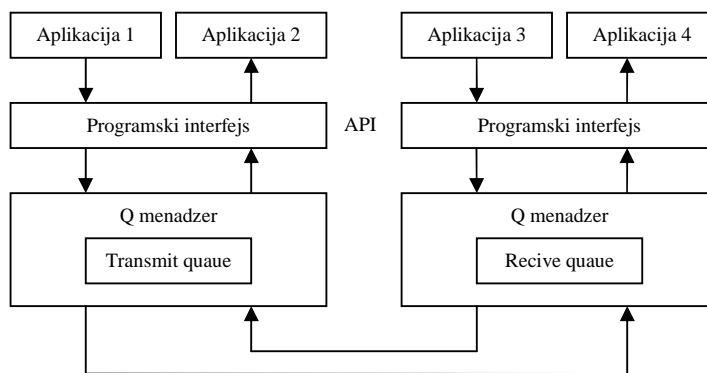 Aplikacija 1
Aplikacija 2
Aplikacija 3
Aplikacija 4
Programski interfejs
API
Programski interfejs
Q menadzer
Transmit quaue
Q menadzer
Recive quaue